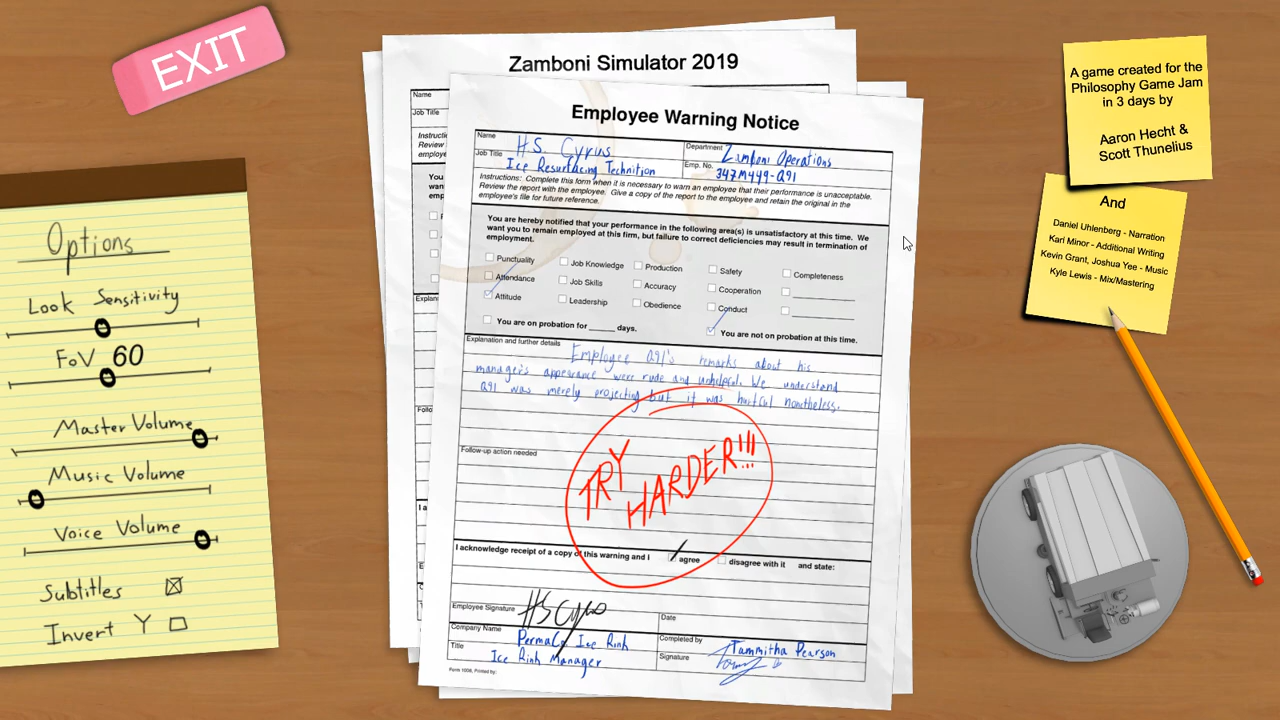 EXIT
Options
Look Sensitivity
FoV 60
Master Volume
Music Volume
Voice Volume
Subtitles
Invert Y
Zamboni Simulator 2019
Name
Job Title
Employee Warning Notice
Name H.S. Cyrus
Department Zamboni Operations
Job Title Ice Resurfacing Technition
Emp. No. 347M449-Q91
Instructions: Complete this form when it is necessary to warn an employee that their performance is unacceptable.
Review the report with the employee. Give a copy of the report to the employee and retain the original in the
employee's file for future reference.
You are hereby notified that your performance in the following area(s) is unsatisfactory at this time. We
want you to remain employed at this firm, but failure to correct deficiencies may result in termination of
employment.
Punctuality Job Knowledge Production Safety Completeness
Attendance Job Skills Accuracy Cooperation
Attitude Leadership Obedience Conduct
You are on probation for ______ days. You are not on probation at this time.
Explanation and further details Employee Q91's remarks about his
manager's appearance were rude and unhelpful. We understand
Q91 was merely projecting but it was hurtful nonetheless.
Follow-up action needed
TRY
HARDER!!!
I acknowledge receipt of a copy of this warning and I agree disagree with it and state:
Employee Signature HS Cyrus
Date
Company Name PermaCo Ice Rink
Completed by Tammitha Pearson
Title Ice Rink Manager
Signature
Form 1008, Printed by:
A game created for the
Philosophy Game Jam
in 3 days by
Aaron Hecht &
Scott Thunelius
And
Daniel Uhlenberg - Narration
Karl Minor - Additional Writing
Kevin Grant, Joshua Yee - Music
Kyle Lewis - Mix/Mastering